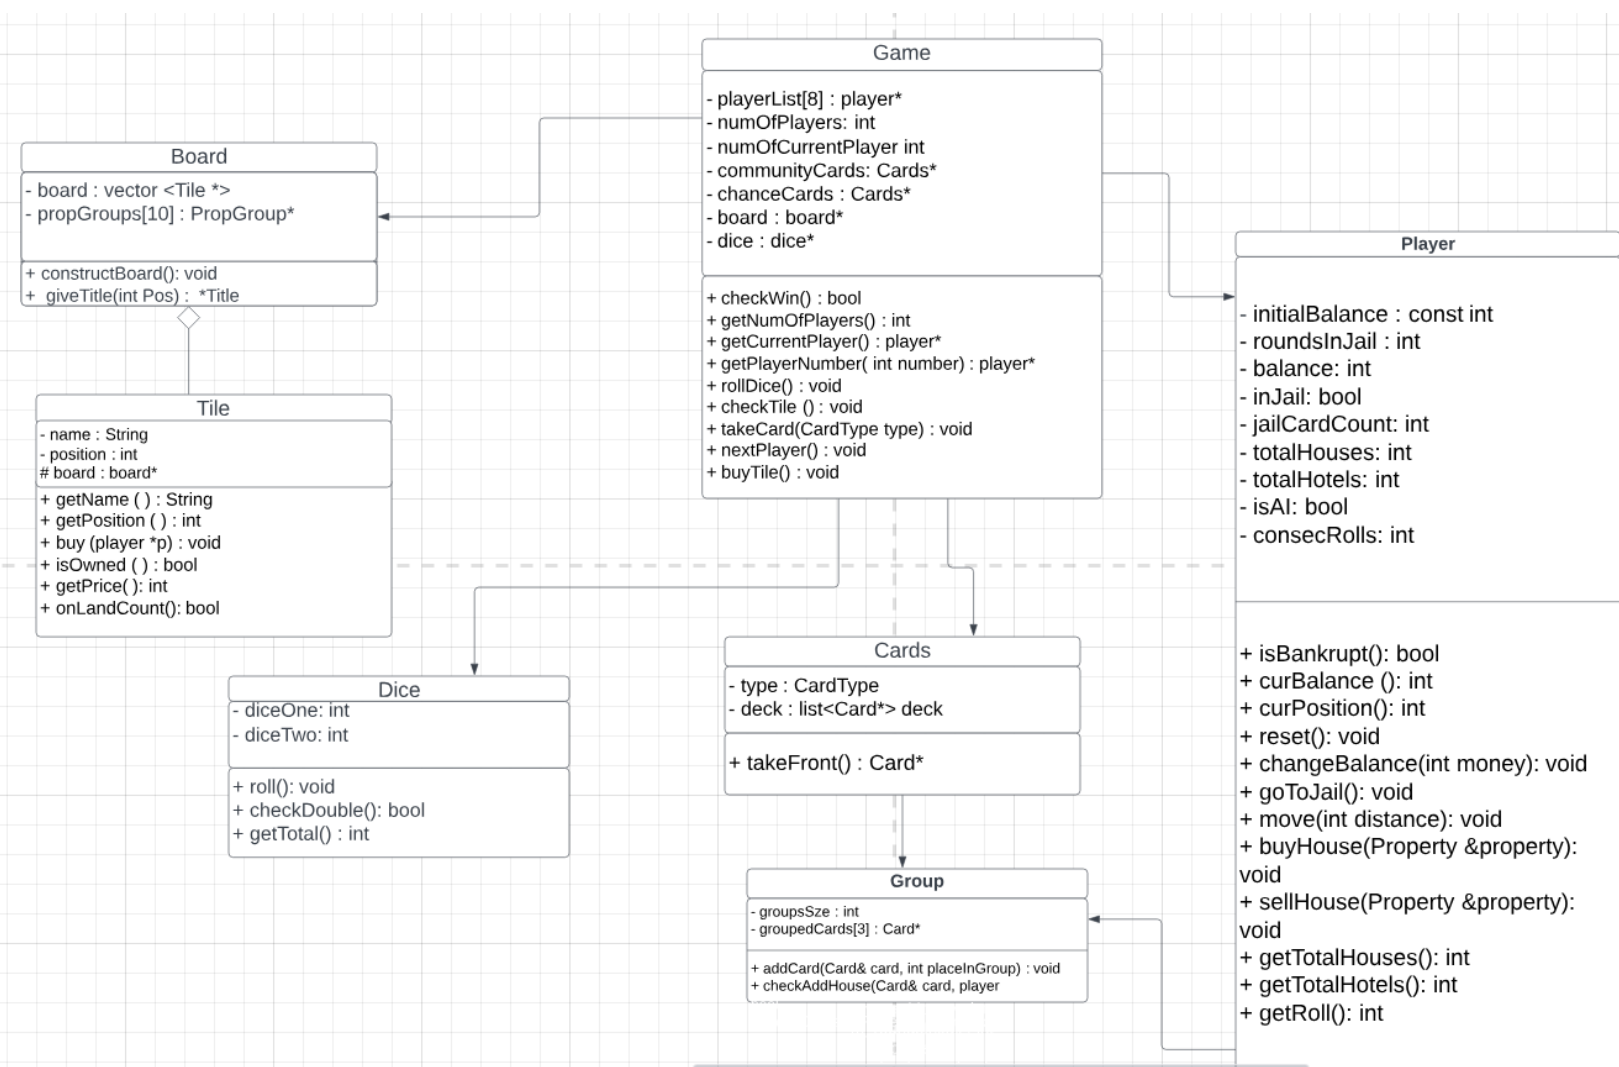 Game
- playerList[8] : player*
- numOfPlayers: int
- numOfCurrentPlayer int
- communityCards: Cards*
- chanceCards : Cards*
- board : board*
- dice : dice*
+ checkWin() : bool
+ getNumOfPlayers() : int
+ getCurrentPlayer() : player*
+ getPlayerNumber( int number) : player*
+ rollDice() : void
+ checkTile () : void
+ takeCard(CardType type) : void
+ nextPlayer() : void
+ buyTile() : void
Board
- board : vector <Tile *>
- propGroups[10] : PropGroup*
+ constructBoard(): void
+ giveTitle(int Pos) : *Title
Tile
- name : String
- position : int
# board : board*
+ getName ( ) : String
+ getPosition ( ) : int
+ buy (player *p) : void
+ isOwned ( ) : bool
+ getPrice( ): int
+ onLandCount(): bool
Dice
- diceOne: int
- diceTwo: int
+ roll(): void
+ checkDouble(): bool
+ getTotal() : int
Cards
- type : CardType
- deck : list<Card*> deck
+ takeFront() : Card*
Group
- groupsSze : int
- groupedCards[3] : Card*
+ addCard(Card& card, int placeInGroup) : void
+ checkAddHouse(Card& card, player
Player
- initialBalance : const int
- roundsInJail : int
- balance: int
- inJail: bool
- jailCardCount: int
- totalHouses: int
- totalHotels: int
- isAI: bool
- consecRolls: int
+ isBankrupt(): bool
+ curBalance (): int
+ curPosition(): int
+ reset(): void
+ changeBalance(int money): void
+ goToJail(): void
+ move(int distance): void
+ buyHouse(Property &property):
void
+ sellHouse(Property &property):
void
+ getTotalHouses(): int
+ getTotalHotels(): int
+ getRoll(): int